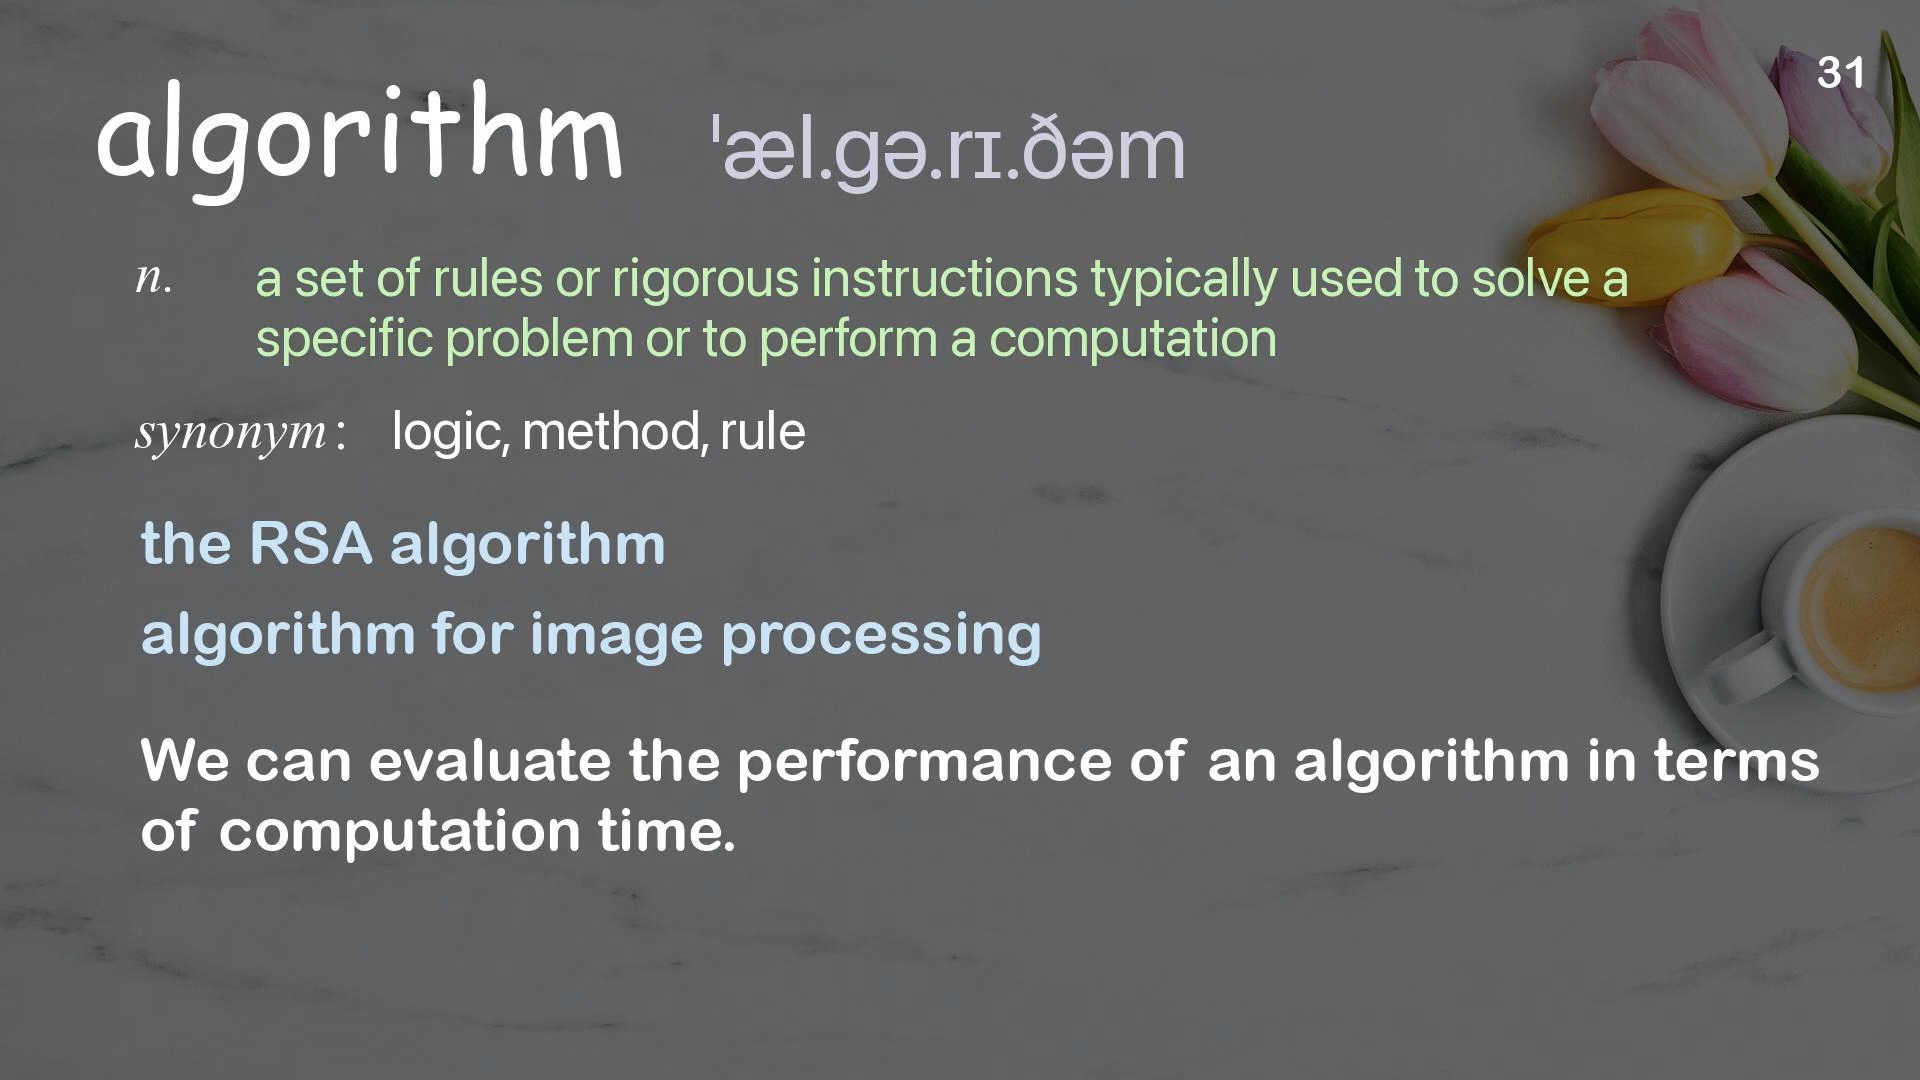 31
algorithm ˈæl.gə.rɪ.ðəm
n. a set of rules or rigorous instructions typically used to solve a
specific problem or to perform a computation
synonym: logic, method, rule
the RSA algorithm
algorithm for image processing
We can evaluate the performance of an algorithm in terms
of computation time.